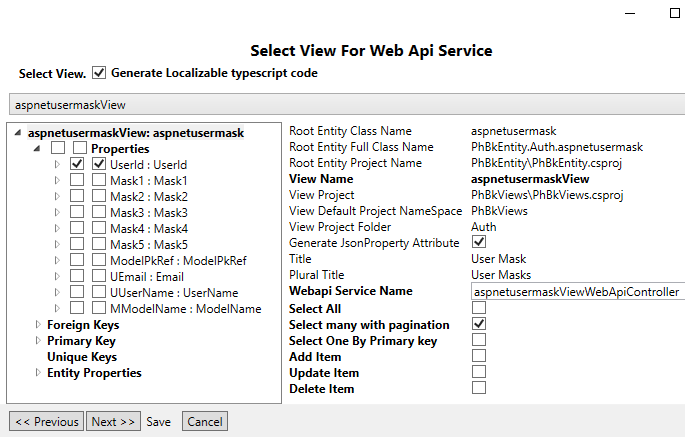 Select View For Web Api Service
Select View. Generate Localizable typescript code
aspnetusermaskView
aspnetusermaskView: aspnetusermask
Properties
UserId : UserId
Mask1 : Mask1
Mask2 : Mask2
Mask3 : Mask3
Mask4 : Mask4
Mask5 : Mask5
ModelPkRef : ModelPkRef
UEmail : Email
UUserName : UserName
MModelName : ModelName
Foreign Keys
Primary Key
Unique Keys
Entity Properties
Root Entity Class Name aspnetusermask
Root Entity Full Class Name PhBkEntity.Auth.aspnetusermask
Root Entity Project Name PhBkEntity\PhBkEntity.csproj
View Name aspnetusermaskView
View Project PhBkViews\PhBkViews.csproj
View Default Project NameSpace PhBkViews
View Project Folder Auth
Generate JsonProperty Attribute
Title User Mask
Plural Title User Masks
Webapi Service Name aspnetusermaskViewWebApiController
Select All
Select many with pagination
Select One By Primary key
Add Item
Update Item
Delete Item
<< Previous Next >> Save Cancel